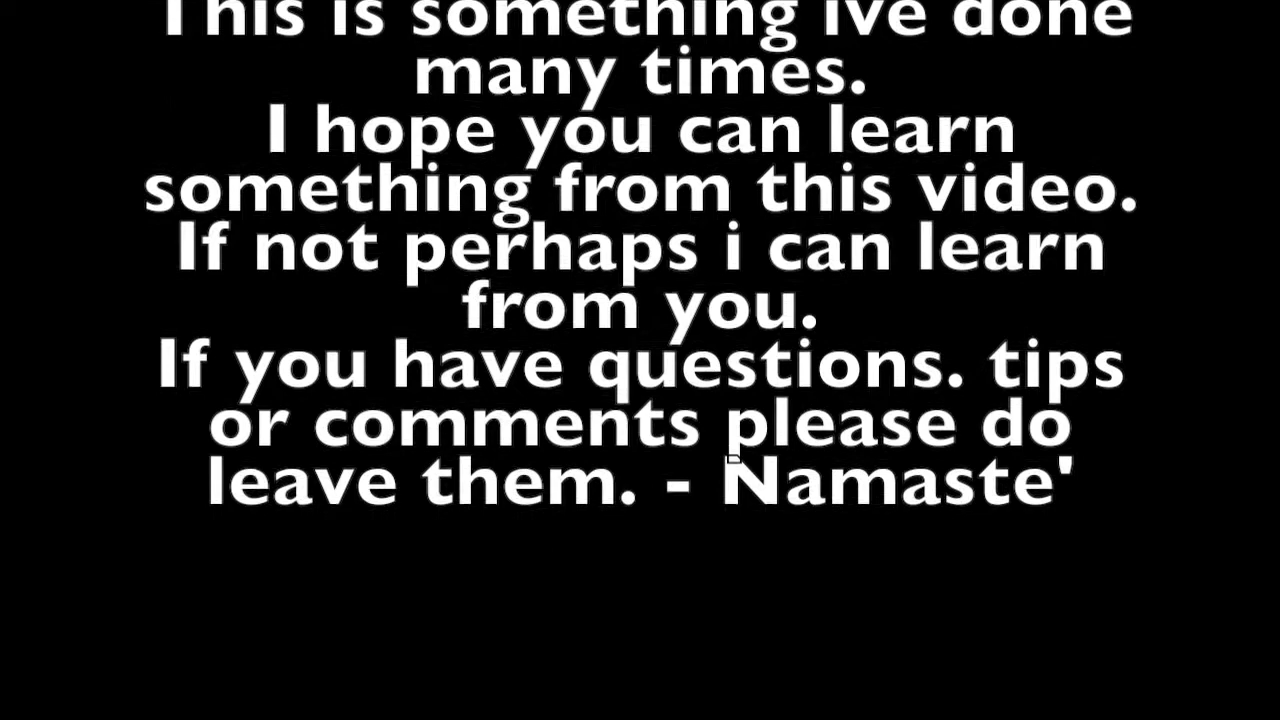 This is something ive done
many times.
I hope you can learn
something from this video.
If not perhaps i can learn
from you.
If you have questions. tips
or comments please do
leave them. - Namaste'